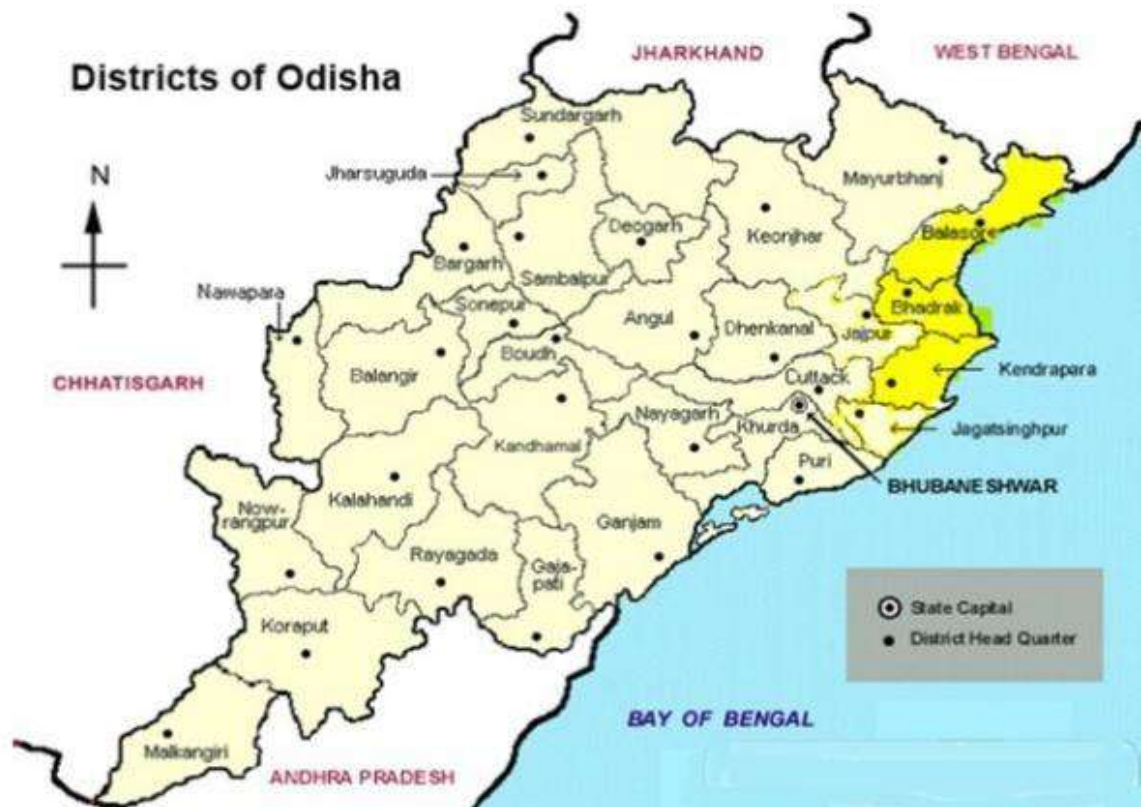 JHARKHAND
WEST BENGAL
Districts of Odisha
N
Sundargarh
Jharsuguda
Mayurbhanj
Deogarh
Keonjhar
Balasore
Bargarh
Sambalpur
Nawapara
Sonepur
Bhadrak
Angul
Dhenkanal
Jajpur
Boudh
CHHATISGARH
Balangir
Cuttack
Kendrapara
Nayagarh
Khurda
Jagatsinghpur
Kandhamal
Puri
BHUBANESHWAR
Kalahandi
Now-
rangpur
Ganjam
Rayagada
Gaja-
pati
State Capital
Koraput
District Head Quarter
BAY OF BENGAL
Malkangiri
ANDHRA PRADESH